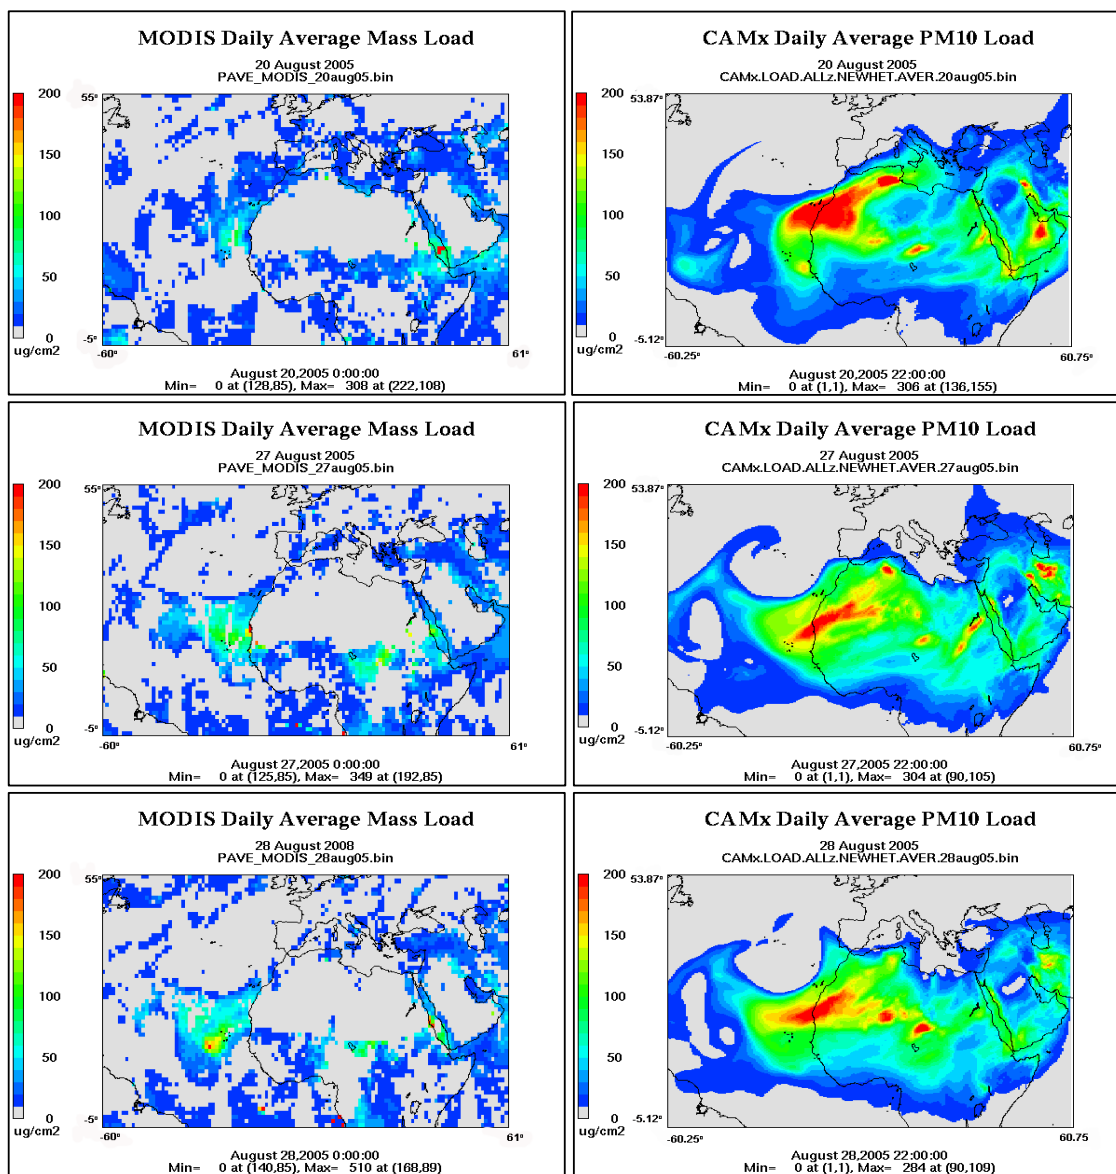 MODIS Daily Average Mass Load
20 August 2005
PAVE_MODIS_20aug05.bin
200
150
100
50
0
ug/cm2
55°
-5°
-60°
61°
August 20,2005 0:00:00
Min= 0 at (128,85), Max= 308 at (222,108)
CAMx Daily Average PM10 Load
20 August 2005
CAMx.LOAD.ALLz.NEWHET.AVER.20aug05.bin
200
150
100
50
0
ug/cm2
53.87°
-5.12°
-60.25°
60.75°
August 20,2005 22:00:00
Min= 0 at (1,1), Max= 306 at (136,155)
MODIS Daily Average Mass Load
27 August 2005
PAVE_MODIS_27aug05.bin
200
150
100
50
0
ug/cm2
55°
-5°
-60°
61°
August 27,2005 0:00:00
Min= 0 at (125,85), Max= 349 at (192,85)
CAMx Daily Average PM10 Load
27 August 2005
CAMx.LOAD.ALLz.NEWHET.AVER.27aug05.bin
200
150
100
50
0
ug/cm2
53.87°
-5.12°
-60.25°
60.75°
August 27,2005 22:00:00
Min= 0 at (1,1), Max= 304 at (90,105)
MODIS Daily Average Mass Load
28 August 2008
PAVE_MODIS_28aug05.bin
200
150
100
50
0
ug/cm2
55°
-5°
-60°
61°
August 28,2005 0:00:00
Min= 0 at (140,85), Max= 510 at (168,89)
CAMx Daily Average PM10 Load
28 August 2005
CAMx.LOAD.ALLz.NEWHET.AVER.28aug05.bin
200
150
100
50
0
ug/cm2
53.87°
-5.12°
-60.25°
60.75°
August 28,2005 22:00:00
Min= 0 at (1,1), Max= 284 at (90,109)